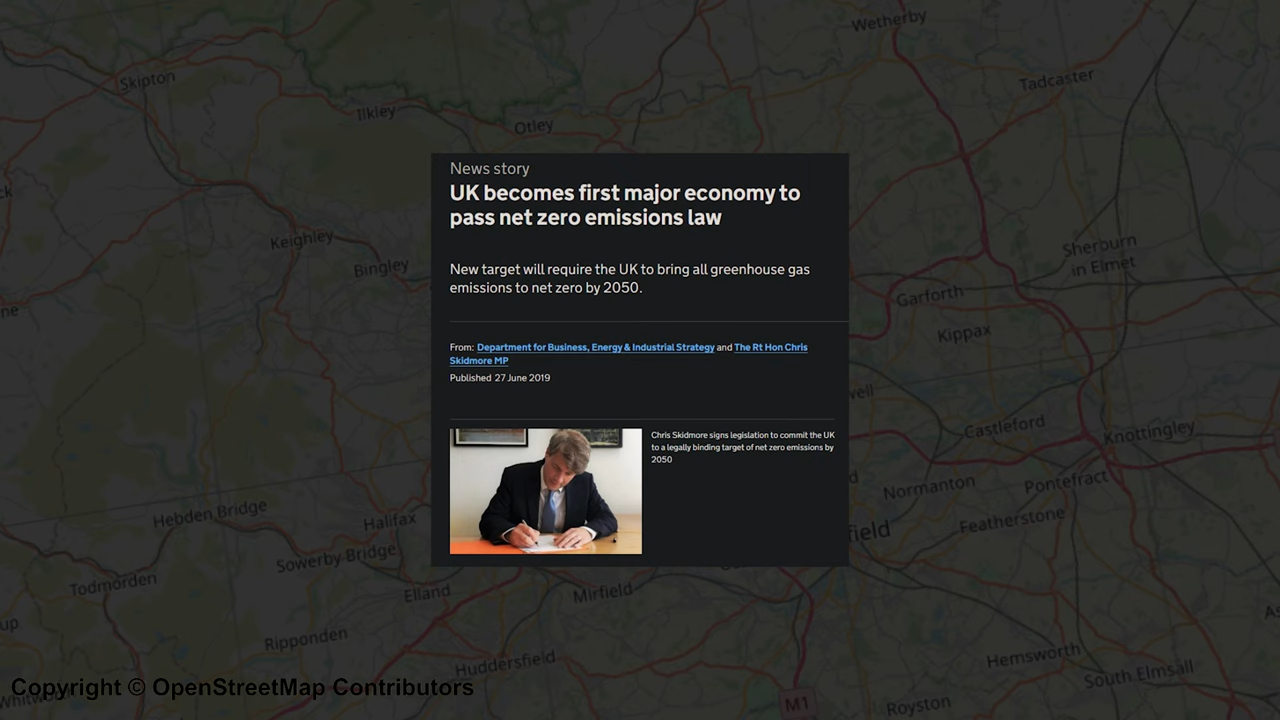 Wetherby
Skipton
Tadcaster
Ilkley
Otley
News story
UK becomes first major economy to
pass net zero emissions law
Keighley
Bingley
Sherburn
in Elmet
New target will require the UK to bring all greenhouse gas
emissions to net zero by 2050.
Garforth
Kippax
From: Department for Business, Energy & Industrial Strategy and The Rt Hon Chris
Skidmore MP
Published 27 June 2019
Castleford
Knottingley
Chris Skidmore signs legislation to commit the UK
to a legally binding target of net zero emissions by
2050
Normanton
Pontefract
Hebden Bridge
Halifax
Featherstone
field
Sowerby Bridge
Todmorden
Elland
Mirfield
Ripponden
Huddersfield
Hemsworth
South Elmsall
Copyright © OpenStreetMap Contributors
M1
Royston